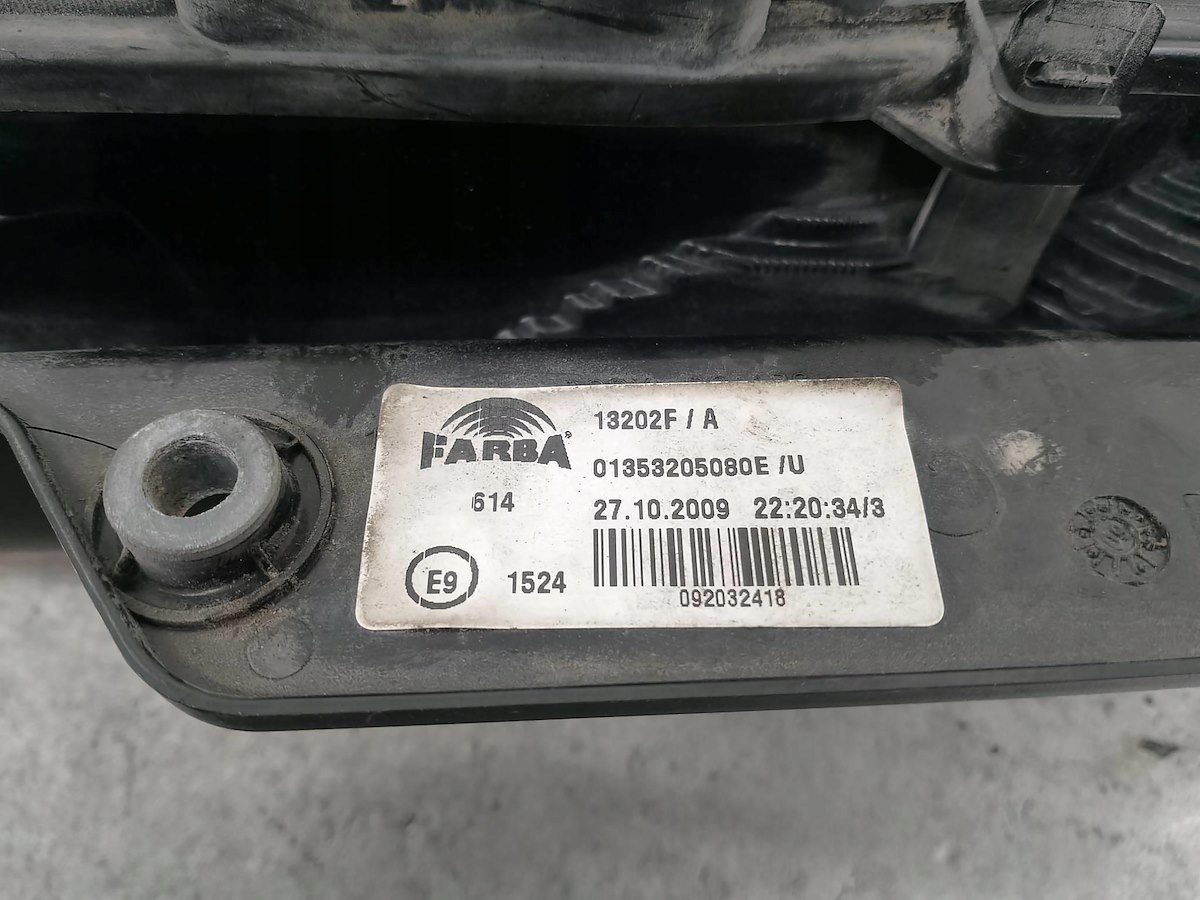 FARBA®
614
E9
1524
13202F / A
01353205080E /U
27.10.2009 22:20:34/3
092032418